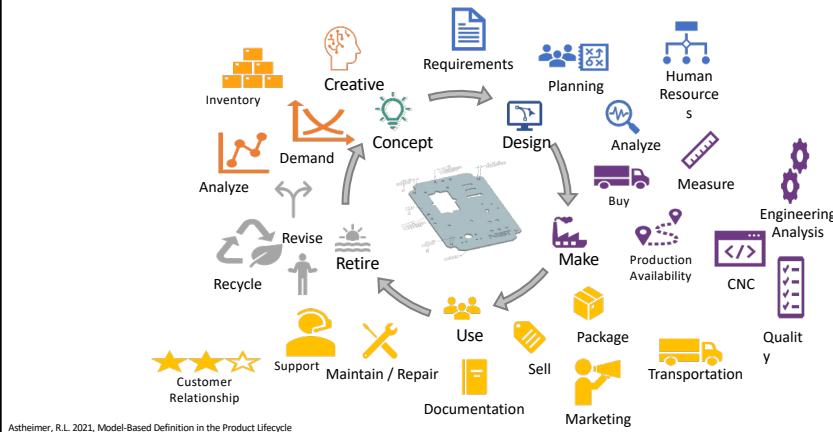 Requirements
Creative
Planning
Human
Resource
s
Inventory
Concept
Design
Analyze
Demand
Analyze
Buy
Measure
Engineering
Analysis
Revise
Recycle
Retire
Make
Production
Availability
</>
CNC
Qualit
y
Use
Package
Sell
Support
Maintain / Repair
Transportation
Customer
Relationship
Documentation
Marketing
Astheimer, R.L. 2021, Model-Based Definition in the Product Lifecycle